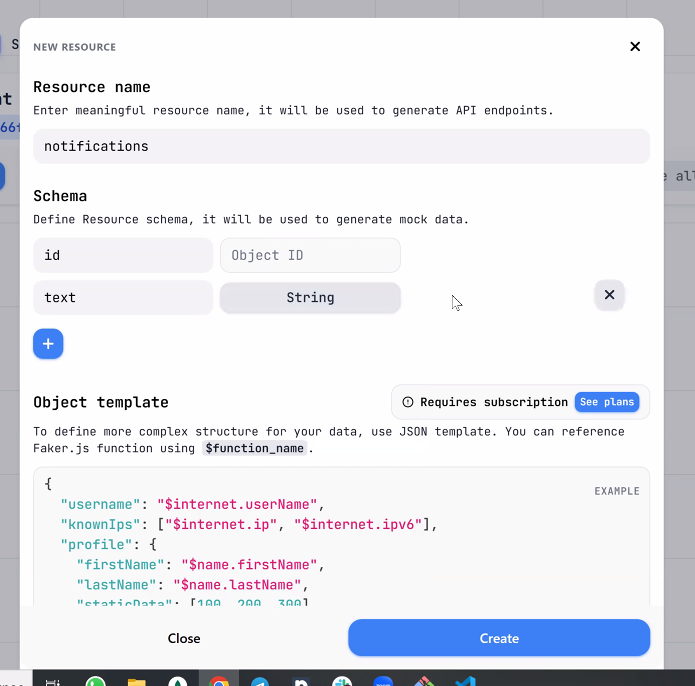 NEW RESOURCE
Resource name
Enter meaningful resource name, it will be used to generate API endpoints.
notifications
Schema
Define Resource schema, it will be used to generate mock data.
id Object ID
text String
Object template
Requires subscription See plans
To define more complex structure for your data, use JSON template. You can reference
Faker.js function using $function_name.
EXAMPLE
{
"username": "$internet.userName",
"knownIps": ["$internet.ip", "$internet.ipv6"],
"profile": {
"firstName": "$name.firstName",
"lastName": "$name.lastName",
"staticData": [100, 200, 300]
Close Create